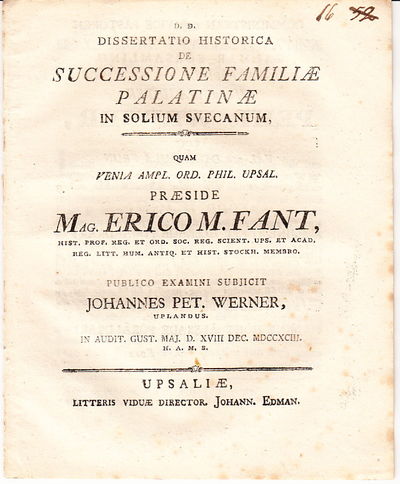 16 52
D. D.
DISSERTATIO HISTORICA
DE
SUCCESSIONE FAMILIÆ
PALATINÆ
IN SOLIUM SVECANUM,
QUAM
VENIA AMPL. ORD. PHIL. UPSAL.
PRÆSIDE
MAG. ERICO M. FANT,
HIST. PROF. REG. ET ORD. SOC. REG. SCIENT. UPS. ET ACAD.
REG. LITT. HUM. ANTIQ. ET HIST. STOCKH. MEMBRO.
PUBLICO EXAMINI SUBJICIT
JOHANNES PET. WERNER,
UPLANDUS.
IN AUDIT. GUST. MAJ. D. XVIII DEC. MDCCXCIII.
H. A. M. S.
UPSALIÆ,
LITTERIS VIDUÆ DIRECTOR. JOHANN. EDMAN.